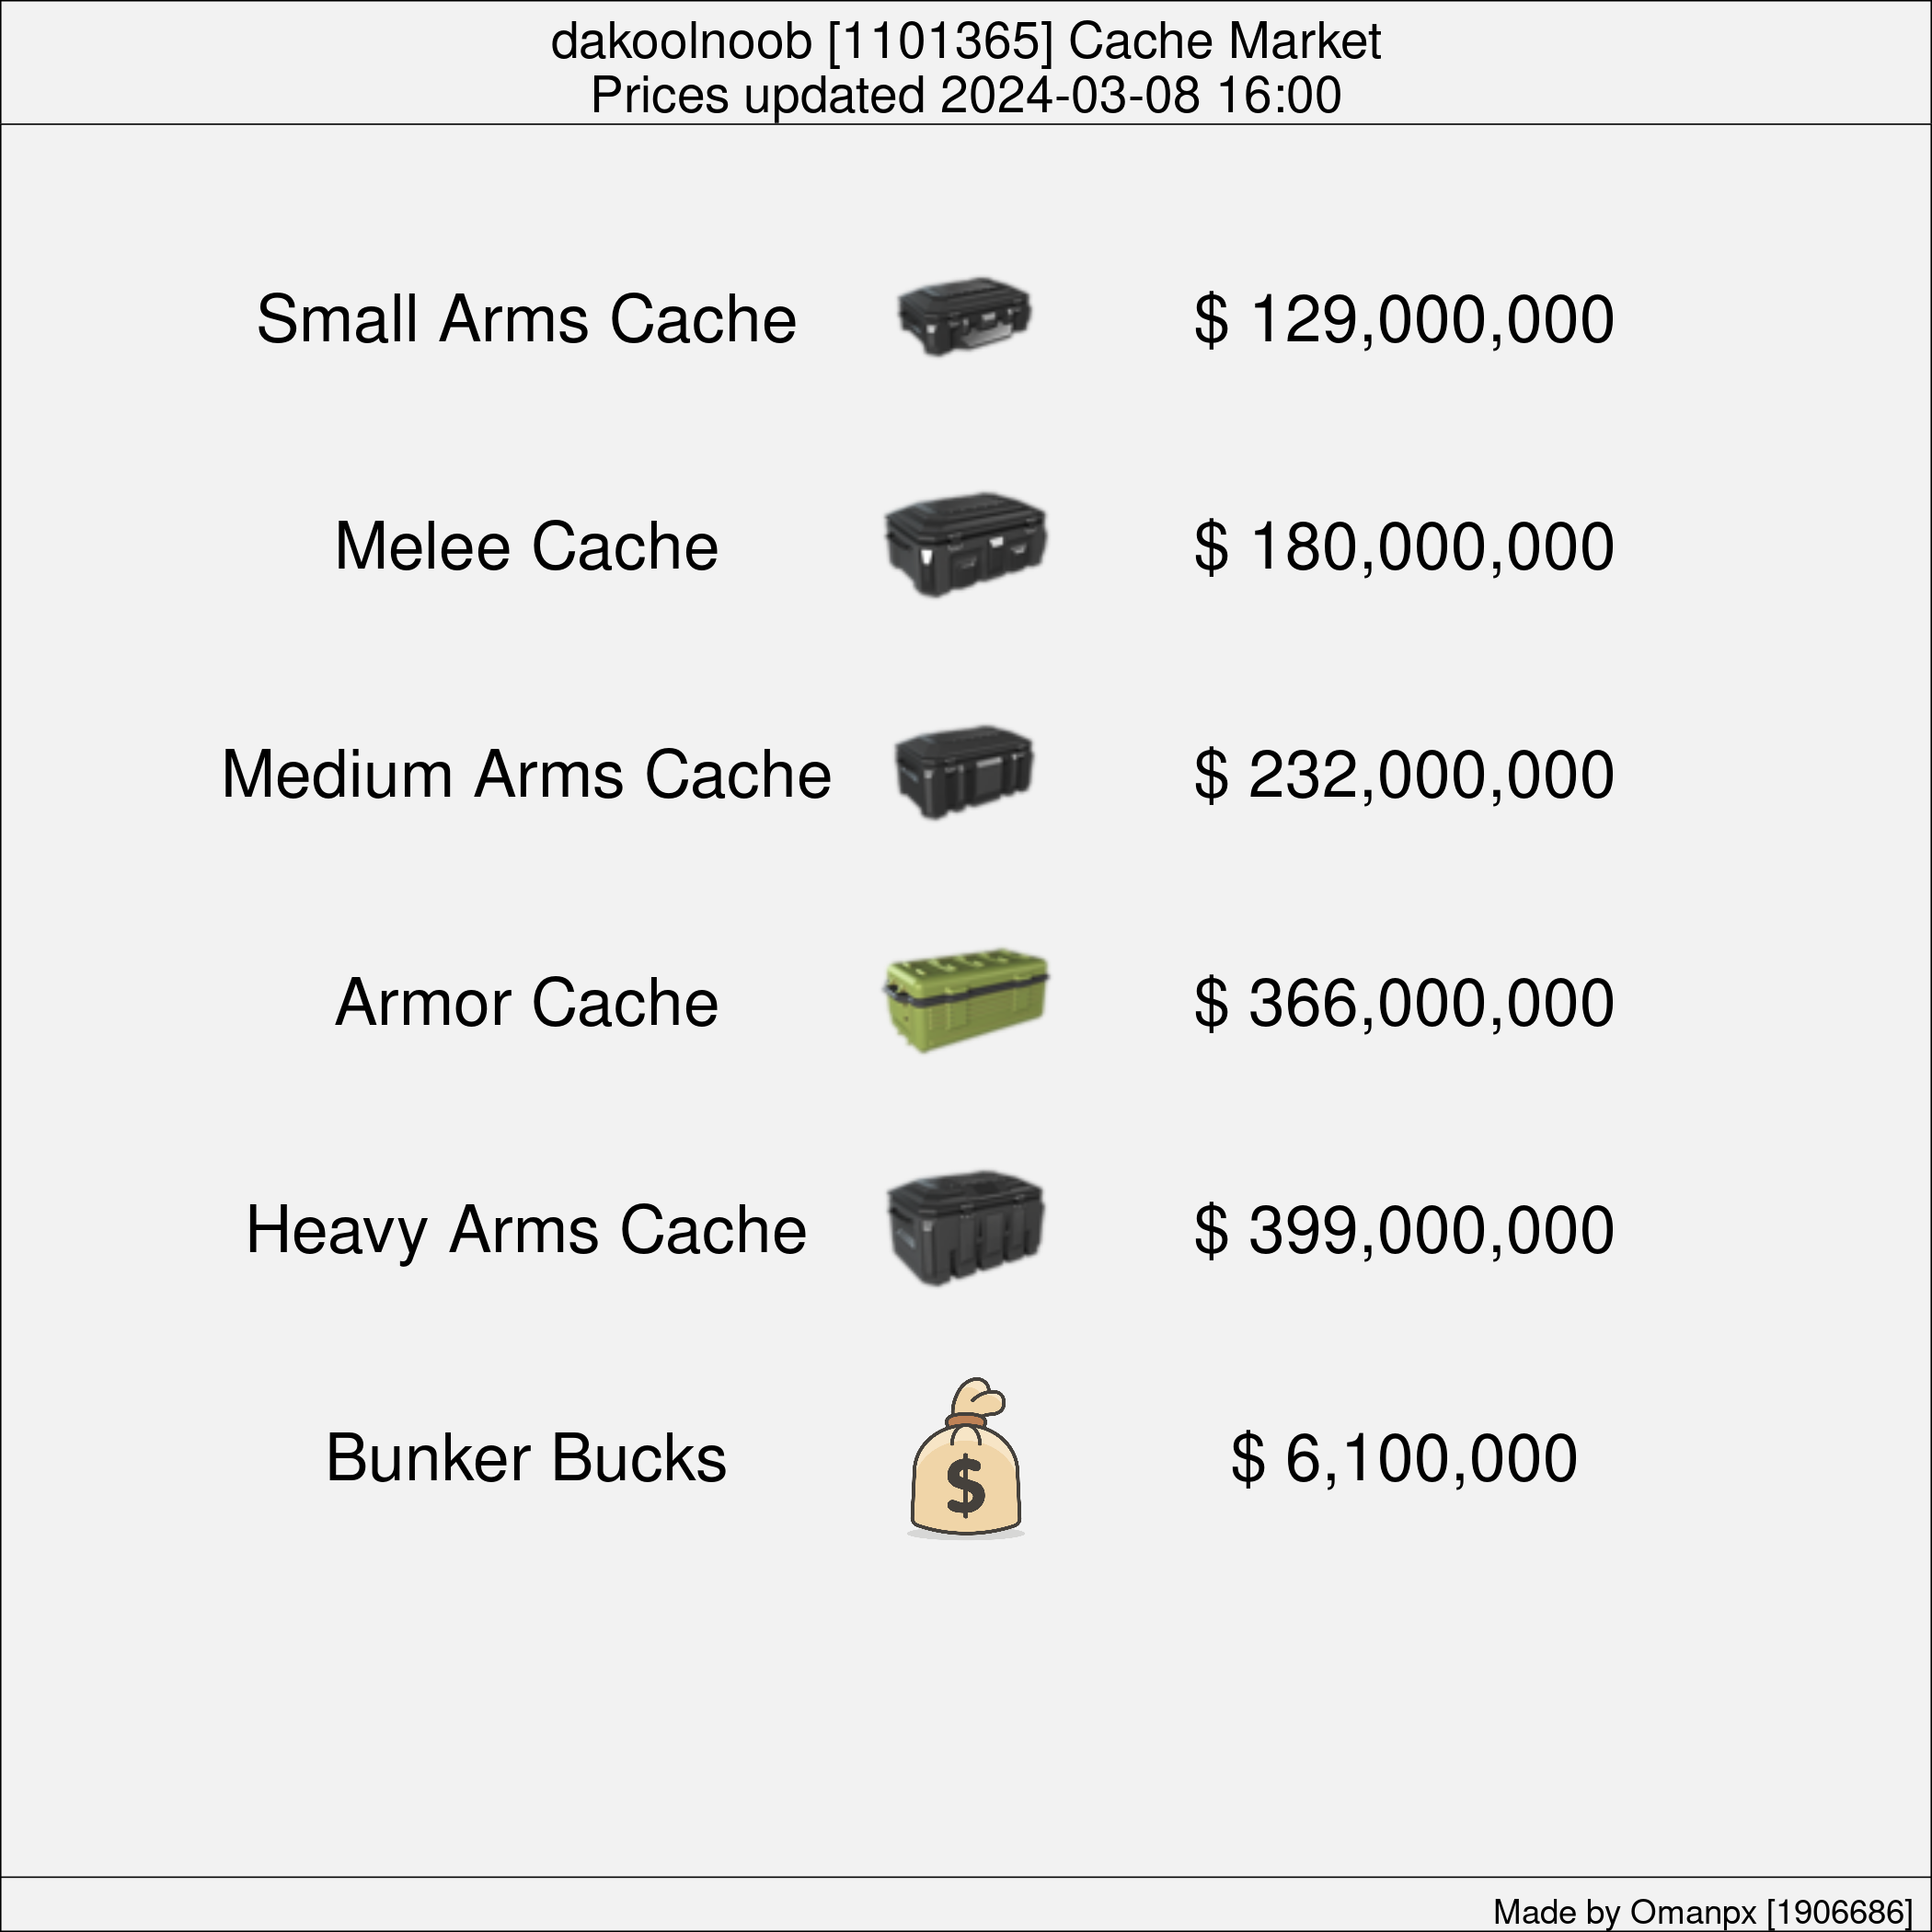 dakoolnoob [1101365] Cache Market
Prices updated 2024-03-08 16:00
Small Arms Cache $ 129,000,000
Melee Cache $ 180,000,000
Medium Arms Cache $ 232,000,000
Armor Cache $ 366,000,000
Heavy Arms Cache $ 399,000,000
Bunker Bucks $ $ 6,100,000
Made by Omanpx [1906686]